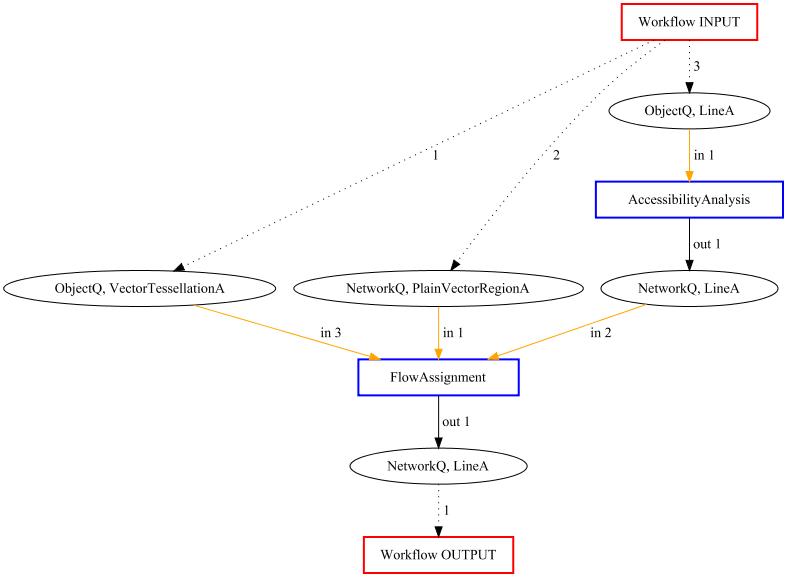 Workflow INPUT
3
ObjectQ, LineA
1
2
in 1
AccessibilityAnalysis
out 1
ObjectQ, VectorTessellationA
NetworkQ, PlainVectorRegionA
NetworkQ, LineA
in 3
in 1
in 2
FlowAssignment
out 1
NetworkQ, LineA
1
Workflow OUTPUT